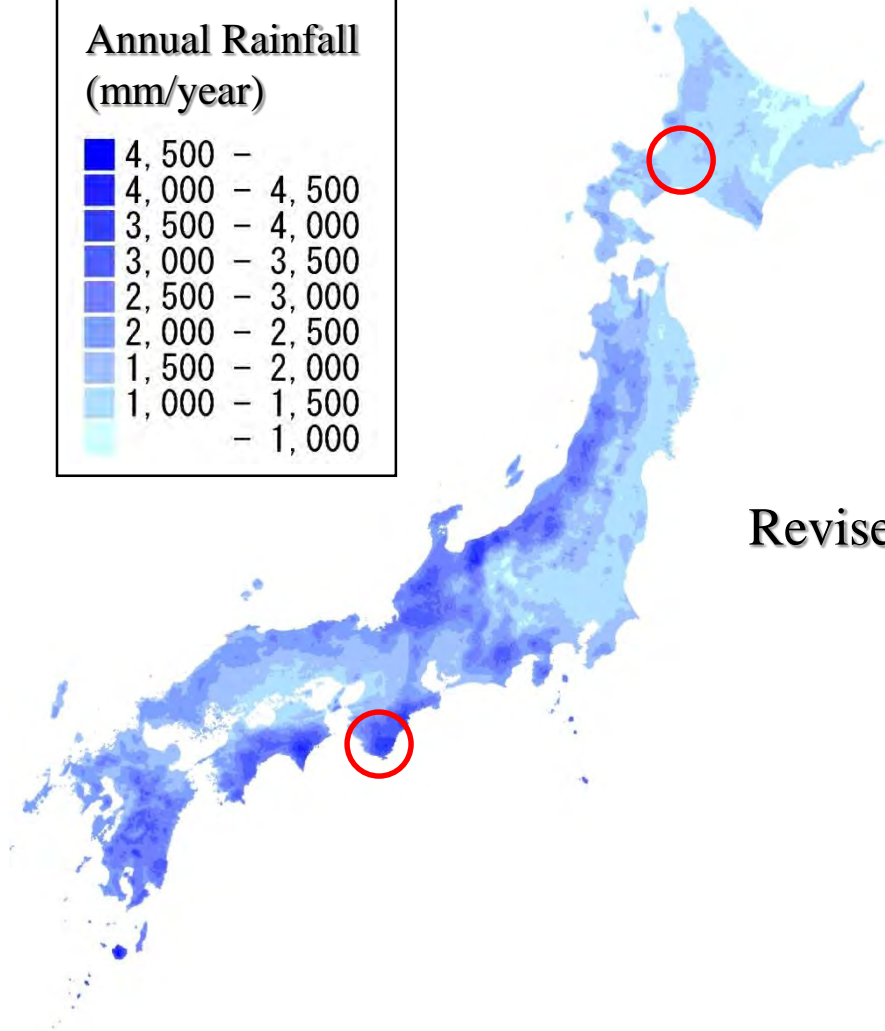 Annual Rainfall
(mm/year)
4,500 -
4,000 - 4,500
3,500 - 4,000
3,000 - 3,500
2,500 - 3,000
2,000 - 2,500
1,500 - 2,000
1,000 - 1,500
- 1,000
Revise